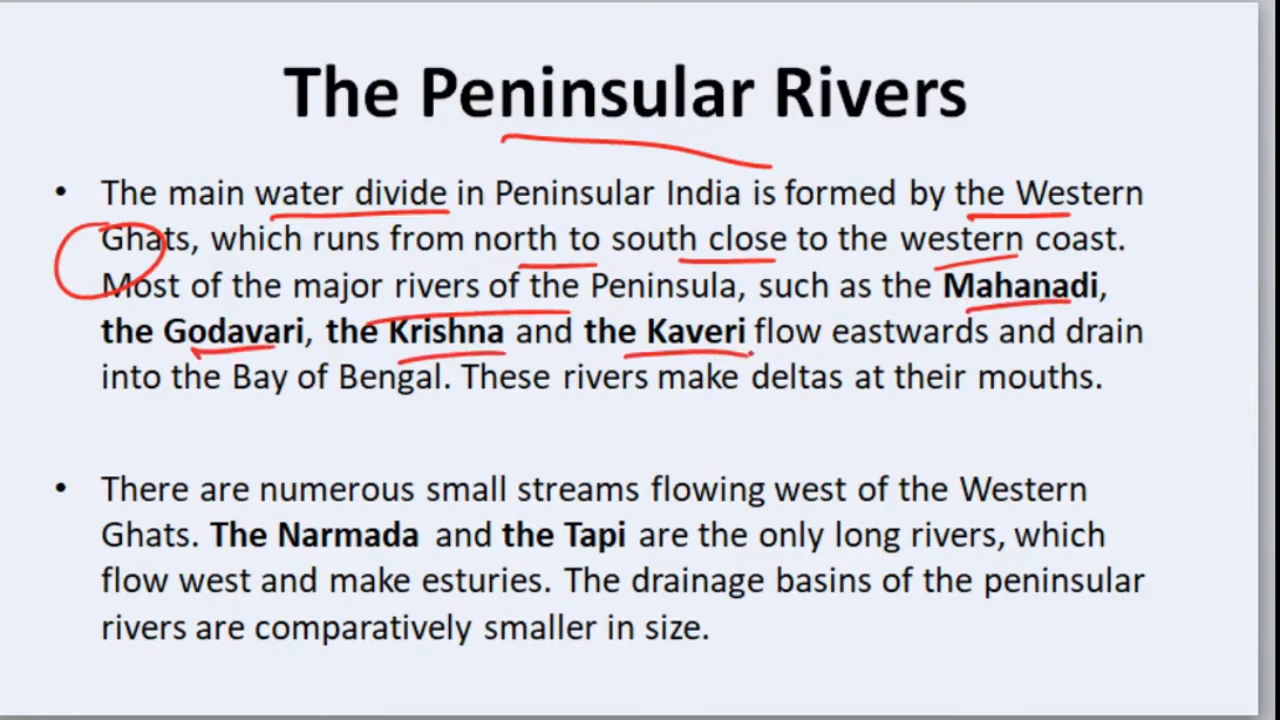 The Peninsular Rivers
• The main water divide in Peninsular India is formed by the Western
Ghats, which runs from north to south close to the western coast.
Most of the major rivers of the Peninsula, such as the Mahanadi,
the Godavari, the Krishna and the Kaveri flow eastwards and drain
into the Bay of Bengal. These rivers make deltas at their mouths.
• There are numerous small streams flowing west of the Western
Ghats. The Narmada and the Tapi are the only long rivers, which
flow west and make esturies. The drainage basins of the peninsular
rivers are comparatively smaller in size.